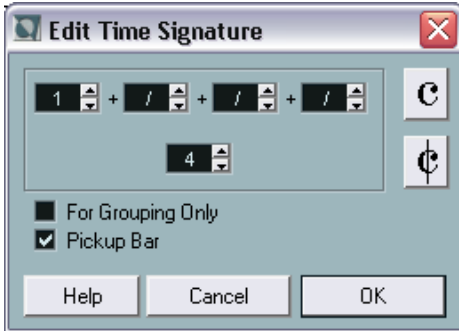 Edit Time Signature
1 + / + / + / C
4 ¢
For Grouping Only
Pickup Bar
Help Cancel OK